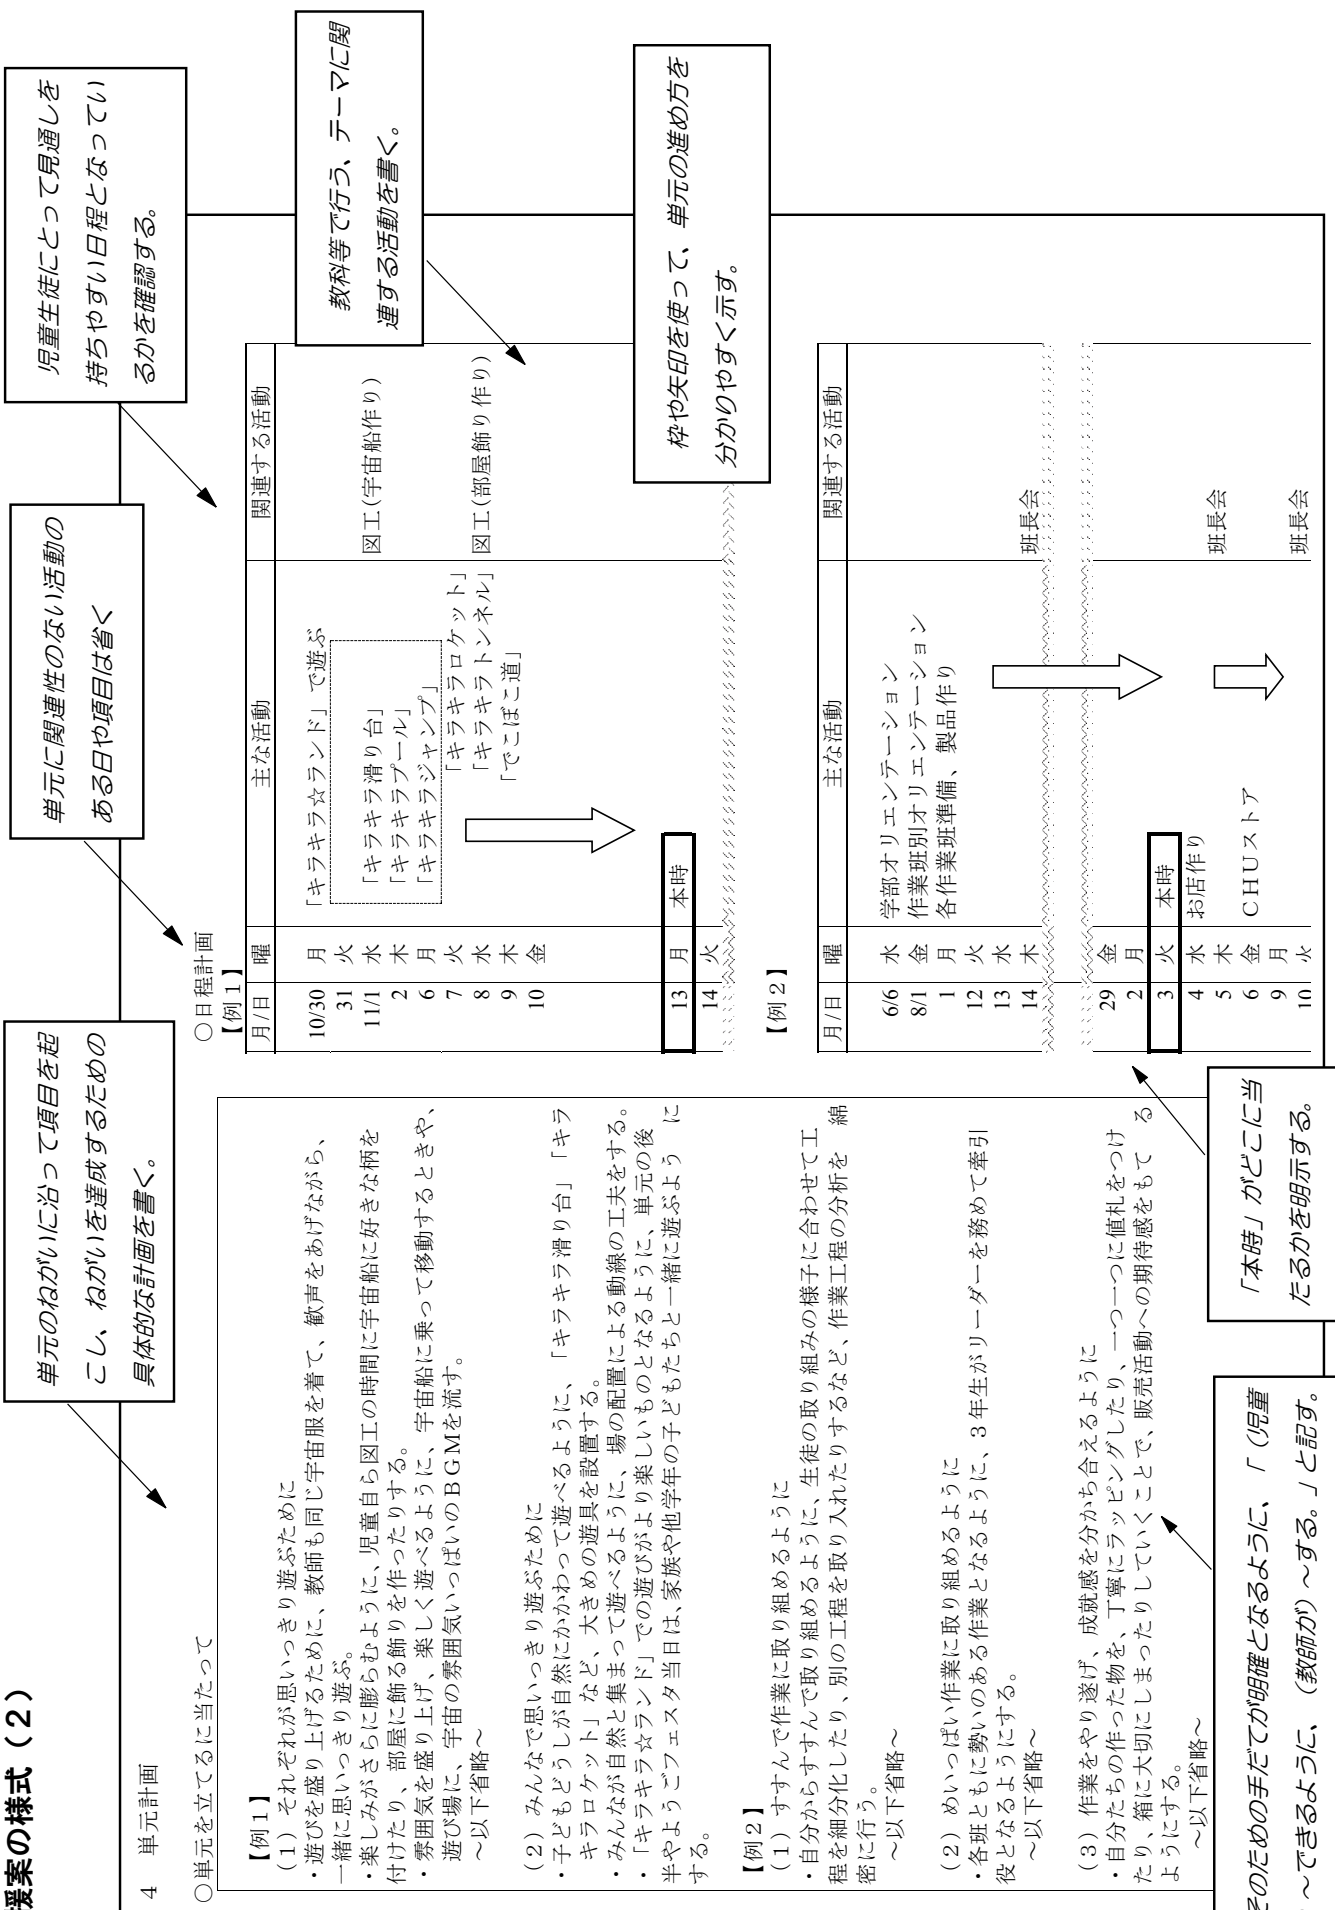 援案の様式（２）
４　単元計画
○単元を立てるに当たって
【例１】
（１）それぞれが思いっきり遊ぶために
・遊びを盛り上げるために、教師も同じ宇宙服を着て、歓声をあげながら、
一緒に思いっきり遊ぶ。
・楽しみがさらに膨らむように、児童自ら図工の時間に宇宙船に好きな柄を
付けたり、部屋に飾る飾りを作ったりする。
・雰囲気を盛り上げ、楽しく遊べるように、宇宙船に乗って移動するときや、
遊び場に、宇宙の雰囲気いっぱいのＢＧＭを流す。
～以下省略～
（２）みんなで思いっきり遊ぶために
・子どもどうしが自然にかかわって遊べるように、「キラキラ滑り台」「キラ
キラロケット」など、大きめの遊具を設置する。
・みんなが自然と集まって遊べるように、場の配置による動線の工夫をする。
・「キラキラ☆ランド」での遊びがより楽しいものとなるように、単元の後
半やようごフェスタ当日は、家族や他学年の子どもたちと一緒に遊ぶよう　に
する。
【例２】
（１）すすんで作業に取り組めるように
・自分からすすんで取り組めるように、生徒の取り組みの様子に合わせて工
程を細分化したり、別の工程を取り入れたりするなど、作業工程の分析を　綿
密に行う。
～以下省略～
（２）めいっぱい作業に取り組めるように
・各班ともに勢いのある作業となるように、３年生がリーダーを務めて牽引
役となるようにする。
～以下省略～
（３）作業をやり遂げ、成就感を分かち合えるように
・自分たちの作った物を、丁寧にラッピングしたり、一つ一つに値札をつけ
たり、箱に大切にしまったりしていくことで、販売活動への期待感をもて　る
ようにする。
～以下省略～
単元のねがいに沿って項目を起
こし、ねがいを達成するための
具体的な計画を書く。
そのための手だてが明確となるように、「（児童
～できるように、（教師が）～する。」と記す。
○日程計画
【例１】
月/日　曜　主な活動　関連する活動
10/30　月　「キラキラ☆ランド」で遊ぶ
31　火
11/1　水　「キラキラ滑り台」　図工(宇宙船作り)
2　木　「キラキラプール」
6　月　「キラキラジャンプ」
7　火　「キラキラロケット」
8　水　「キラキラトンネル」　図工(部屋飾り作り)
9　木　「でこぼこ道」
10　金
13　月　本時
14　火
【例２】
月/日　曜　主な活動　関連する活動
6/6　水　学部オリエンテーション
8/1　金　作業班別オリエンテーション
1　月　各作業班準備、製品作り
12　火
13　水
14　木　班長会
29　金
2　月
3　火　本時
4　水　お店作り
5　木　班長会
6　金　ＣＨＵストア
9　月
10　火　班長会
単元に関連性のない活動の
ある日や項目は省く
児童生徒にとって見通しを
持ちやすい日程となってい
るかを確認する。
教科等で行う、テーマに関
連する活動を書く。
枠や矢印を使って、単元の進め方を
分かりやすく示す。
「本時」がどこに当
たるかを明示する。